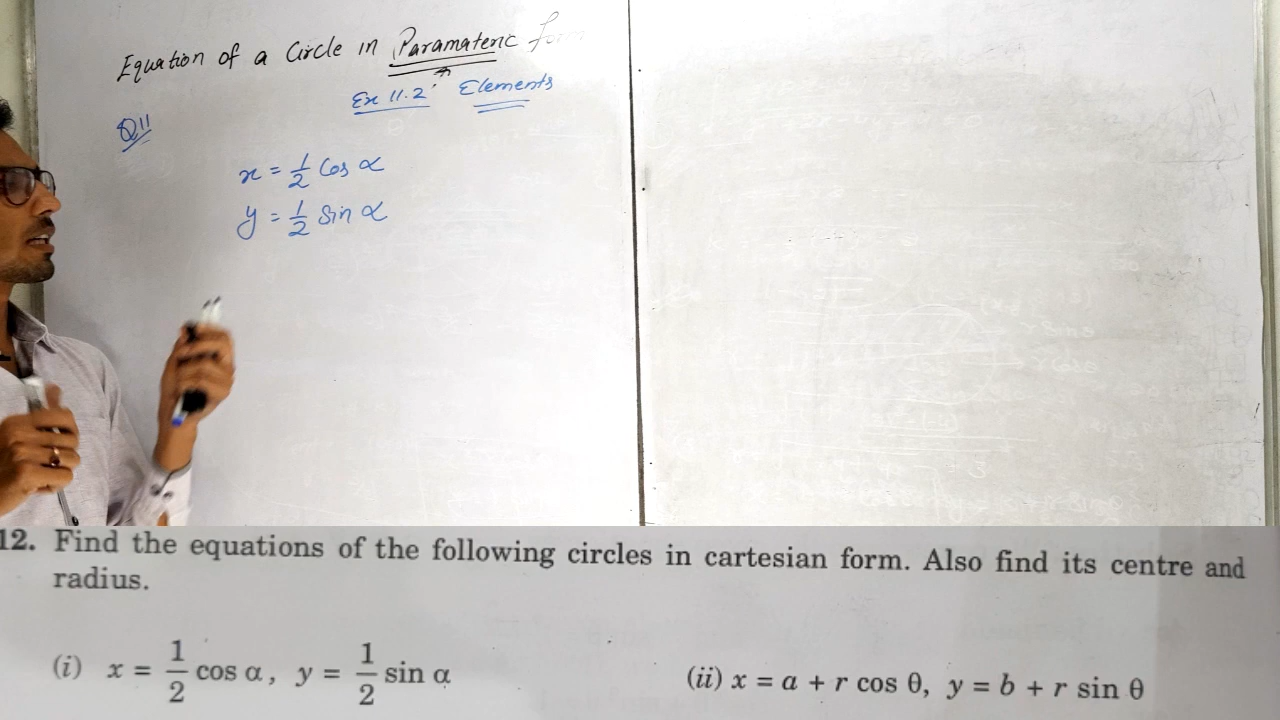 Equation of a Circle in Parameteric form
Ex 11.2 Elements
Q11
x = 1/2 Cos α
y = 1/2 Sin α
12. Find the equations of the following circles in cartesian form. Also find its centre and
radius.
(i) x = 1/2 cos α, y = 1/2 sin α (ii) x = a + r cos θ, y = b + r sin θ